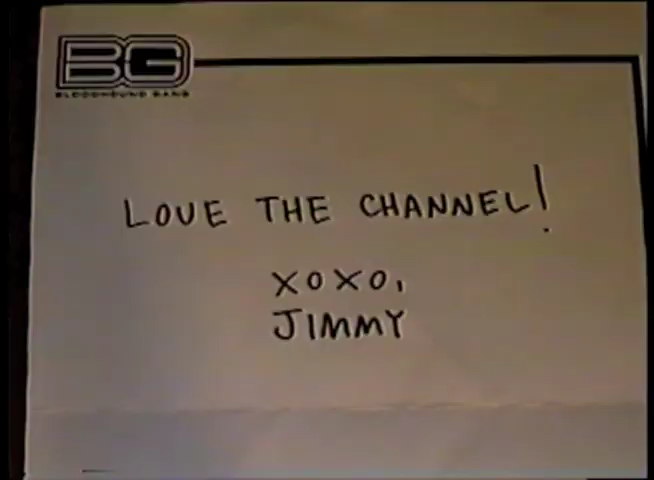 BG
BLOODHOUND GANG
LOVE THE CHANNEL!
XOXO,
JIMMY